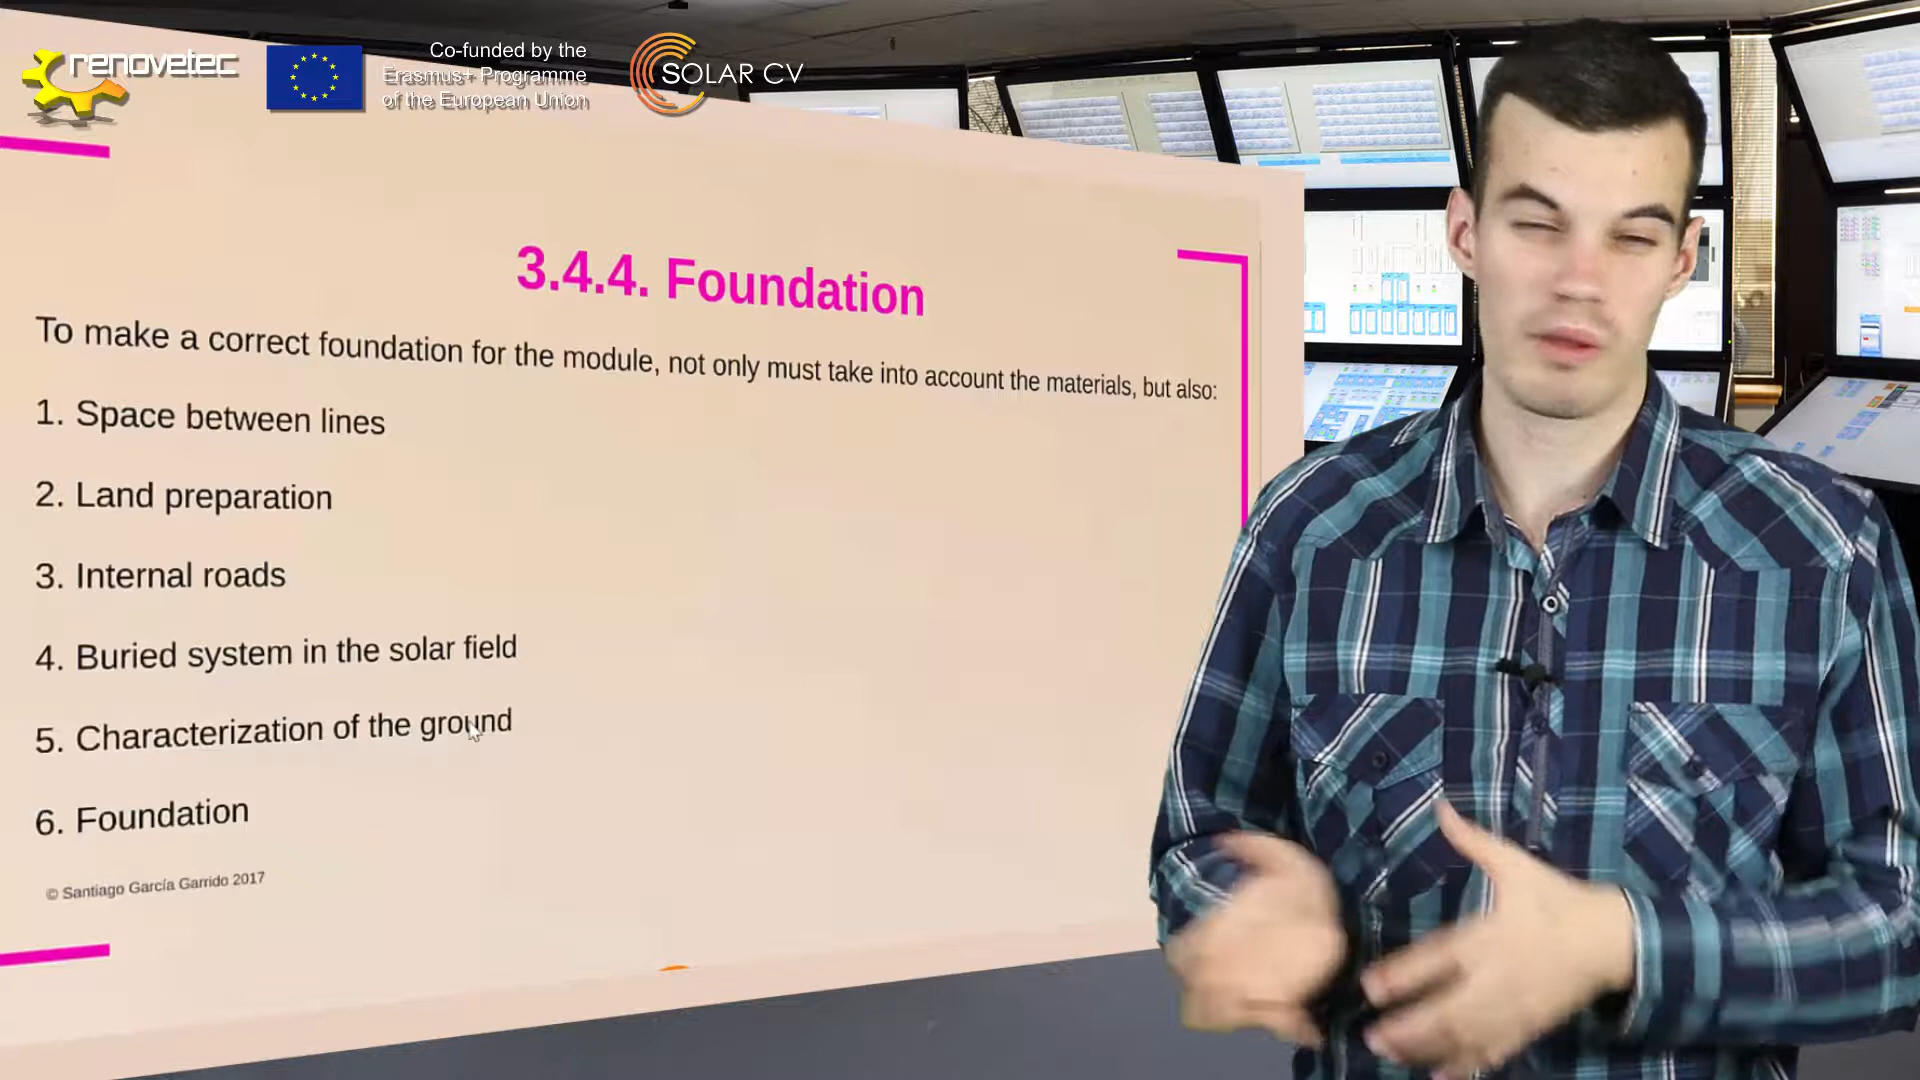 renovetec
Co-funded by the
Erasmus+ Programme
of the European Union
SOLAR CV
3.4.4. Foundation
To make a correct foundation for the module, not only must take into account the materials, but also:
1. Space between lines
2. Land preparation
3. Internal roads
4. Buried system in the solar field
5. Characterization of the ground
6. Foundation
© Santiago García Garrido 2017